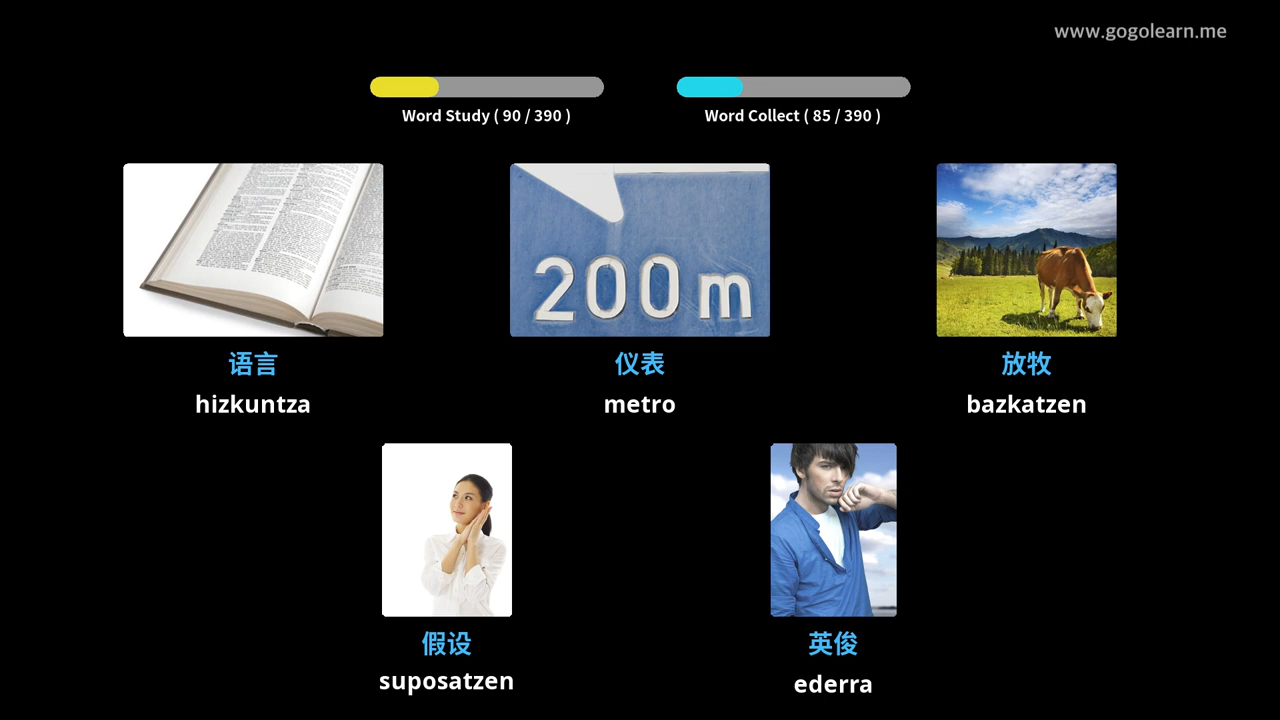 www.gogolearn.me
Word Study ( 90 / 390 )
Word Collect ( 85 / 390 )
200 m
语言
仪表
放牧
hizkuntza
metro
bazkatzen
假设
英俊
suposatzen
ederra